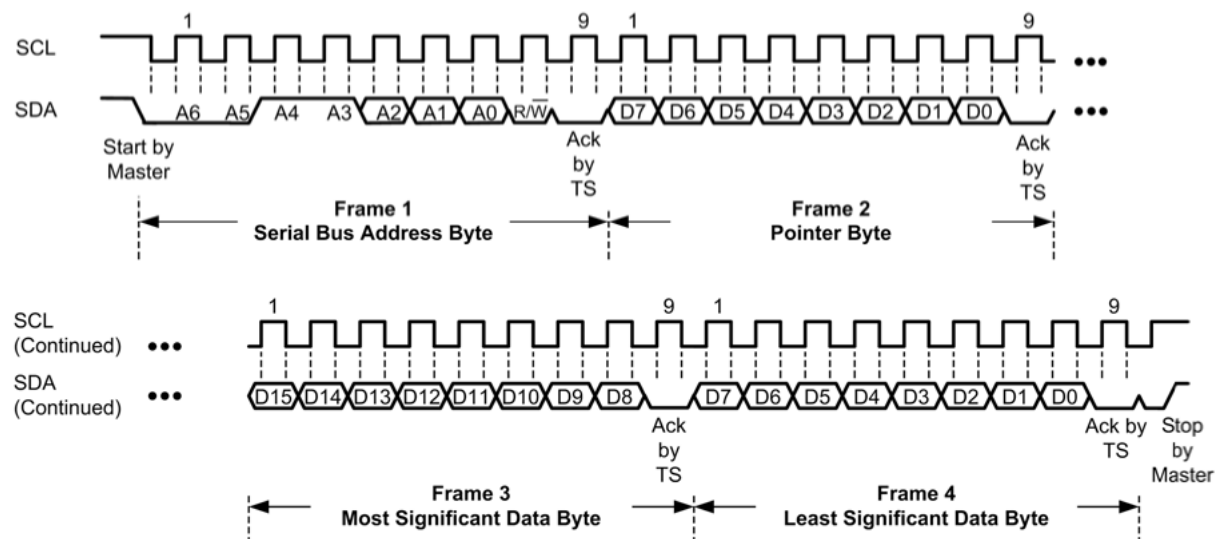 1 9 1 9
SCL •••
SDA A6 A5 A4 A3 A2 A1 A0 R/W̅ D7 D6 D5 D4 D3 D2 D1 D0 •••
Start by
Master
Ack
by
TS
Ack
by
TS
Frame 1
Serial Bus Address Byte
Frame 2
Pointer Byte
1 9 1 9
SCL
(Continued) •••
SDA
(Continued) ••• D15 D14 D13 D12 D11 D10 D9 D8 D7 D6 D5 D4 D3 D2 D1 D0
Ack
by
TS
Ack by
TS
Stop
by
Master
Frame 3
Most Significant Data Byte
Frame 4
Least Significant Data Byte